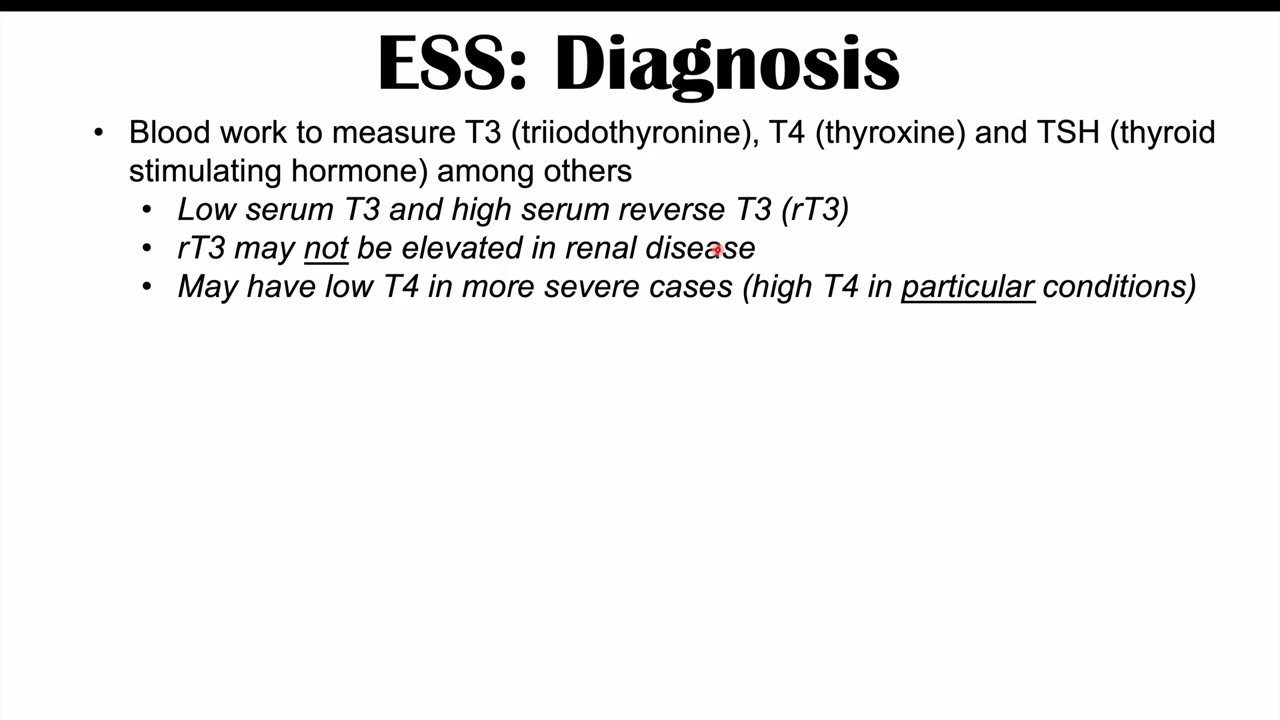 ESS: Diagnosis
• Blood work to measure T3 (triiodothyronine), T4 (thyroxine) and TSH (thyroid
stimulating hormone) among others
• Low serum T3 and high serum reverse T3 (rT3)
• rT3 may not be elevated in renal disease
• May have low T4 in more severe cases (high T4 in particular conditions)